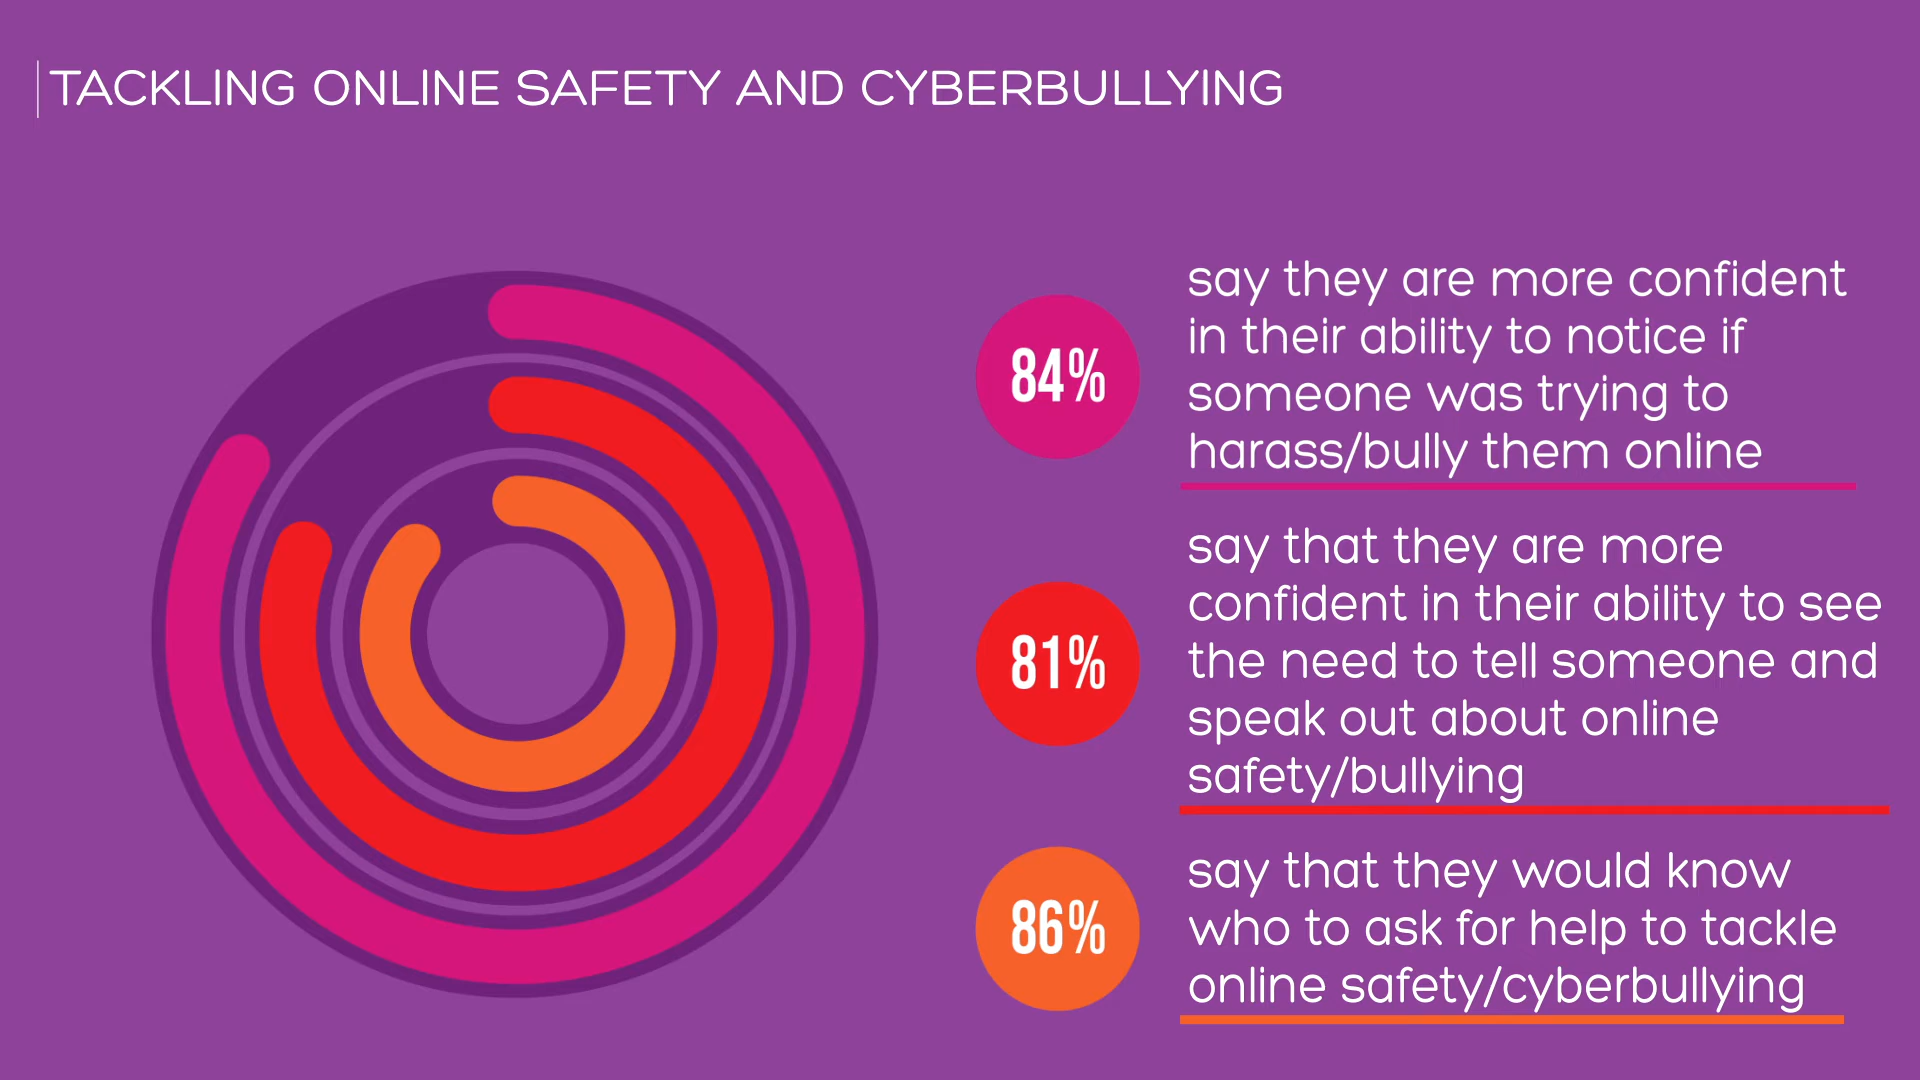 TACKLING ONLINE SAFETY AND CYBERBULLYING
84%
say they are more confident
in their ability to notice if
someone was trying to
harass/bully them online
81%
say that they are more
confident in their ability to see
the need to tell someone and
speak out about online
safety/bullying
86%
say that they would know
who to ask for help to tackle
online safety/cyberbullying